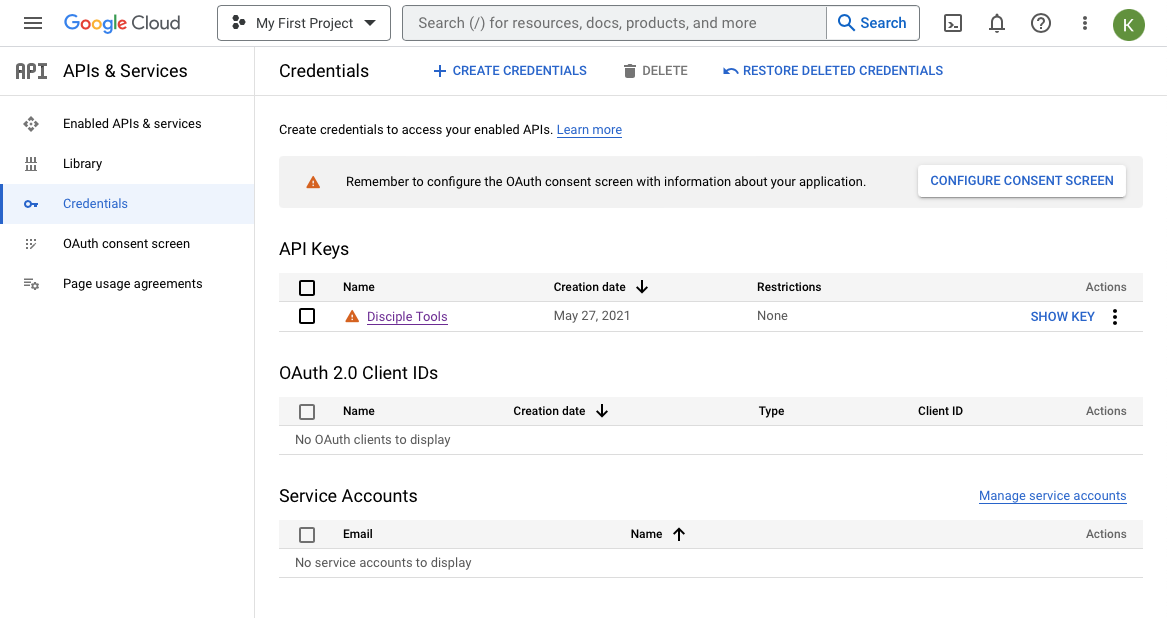 Google Cloud
My First Project
Search (/) for resources, docs, products, and more
Search
K
API
APIs & Services
Credentials
CREATE CREDENTIALS
DELETE
RESTORE DELETED CREDENTIALS
Enabled APIs & services
Library
Credentials
OAuth consent screen
Page usage agreements
Create credentials to access your enabled APIs. Learn more
Remember to configure the OAuth consent screen with information about your application.
CONFIGURE CONSENT SCREEN
API Keys
Name Creation date Restrictions Actions
Disciple Tools May 27, 2021 None SHOW KEY
OAuth 2.0 Client IDs
Name Creation date Type Client ID Actions
No OAuth clients to display
Service Accounts
Manage service accounts
Email Name Actions
No service accounts to display